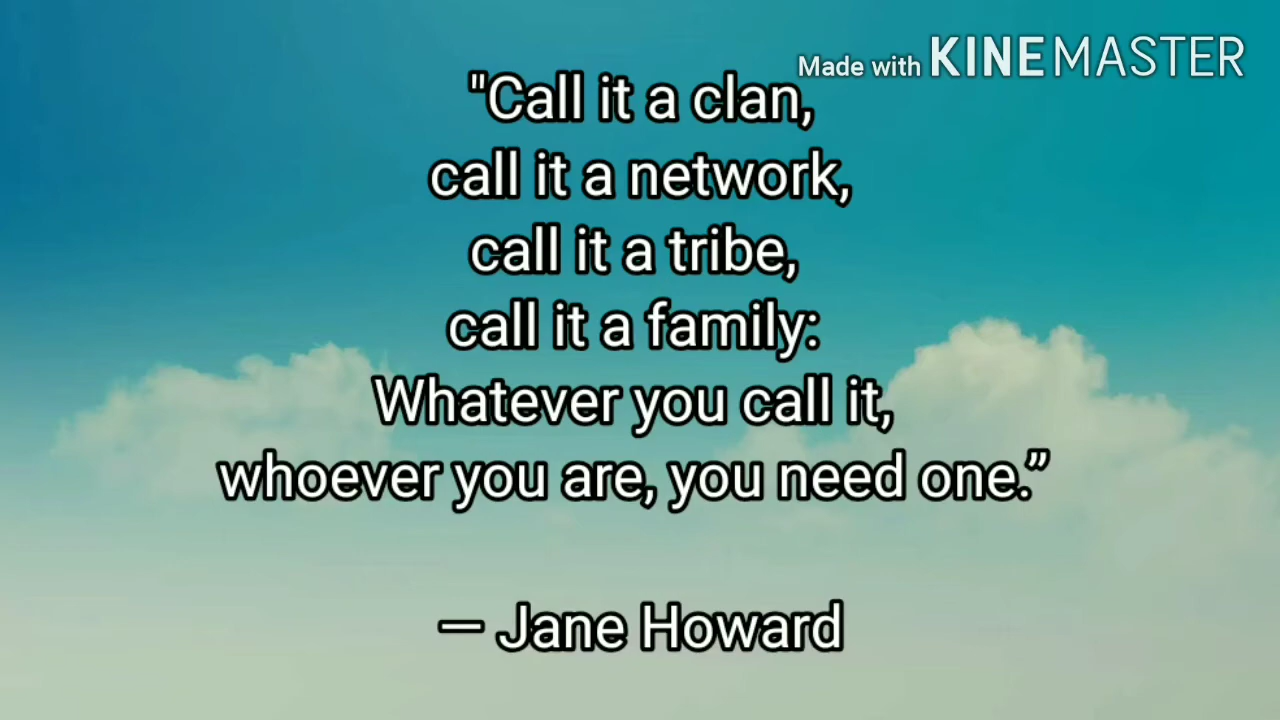 Made with KINEMASTER
"Call it a clan,
call it a network,
call it a tribe,
call it a family:
Whatever you call it,
whoever you are, you need one.”
— Jane Howard